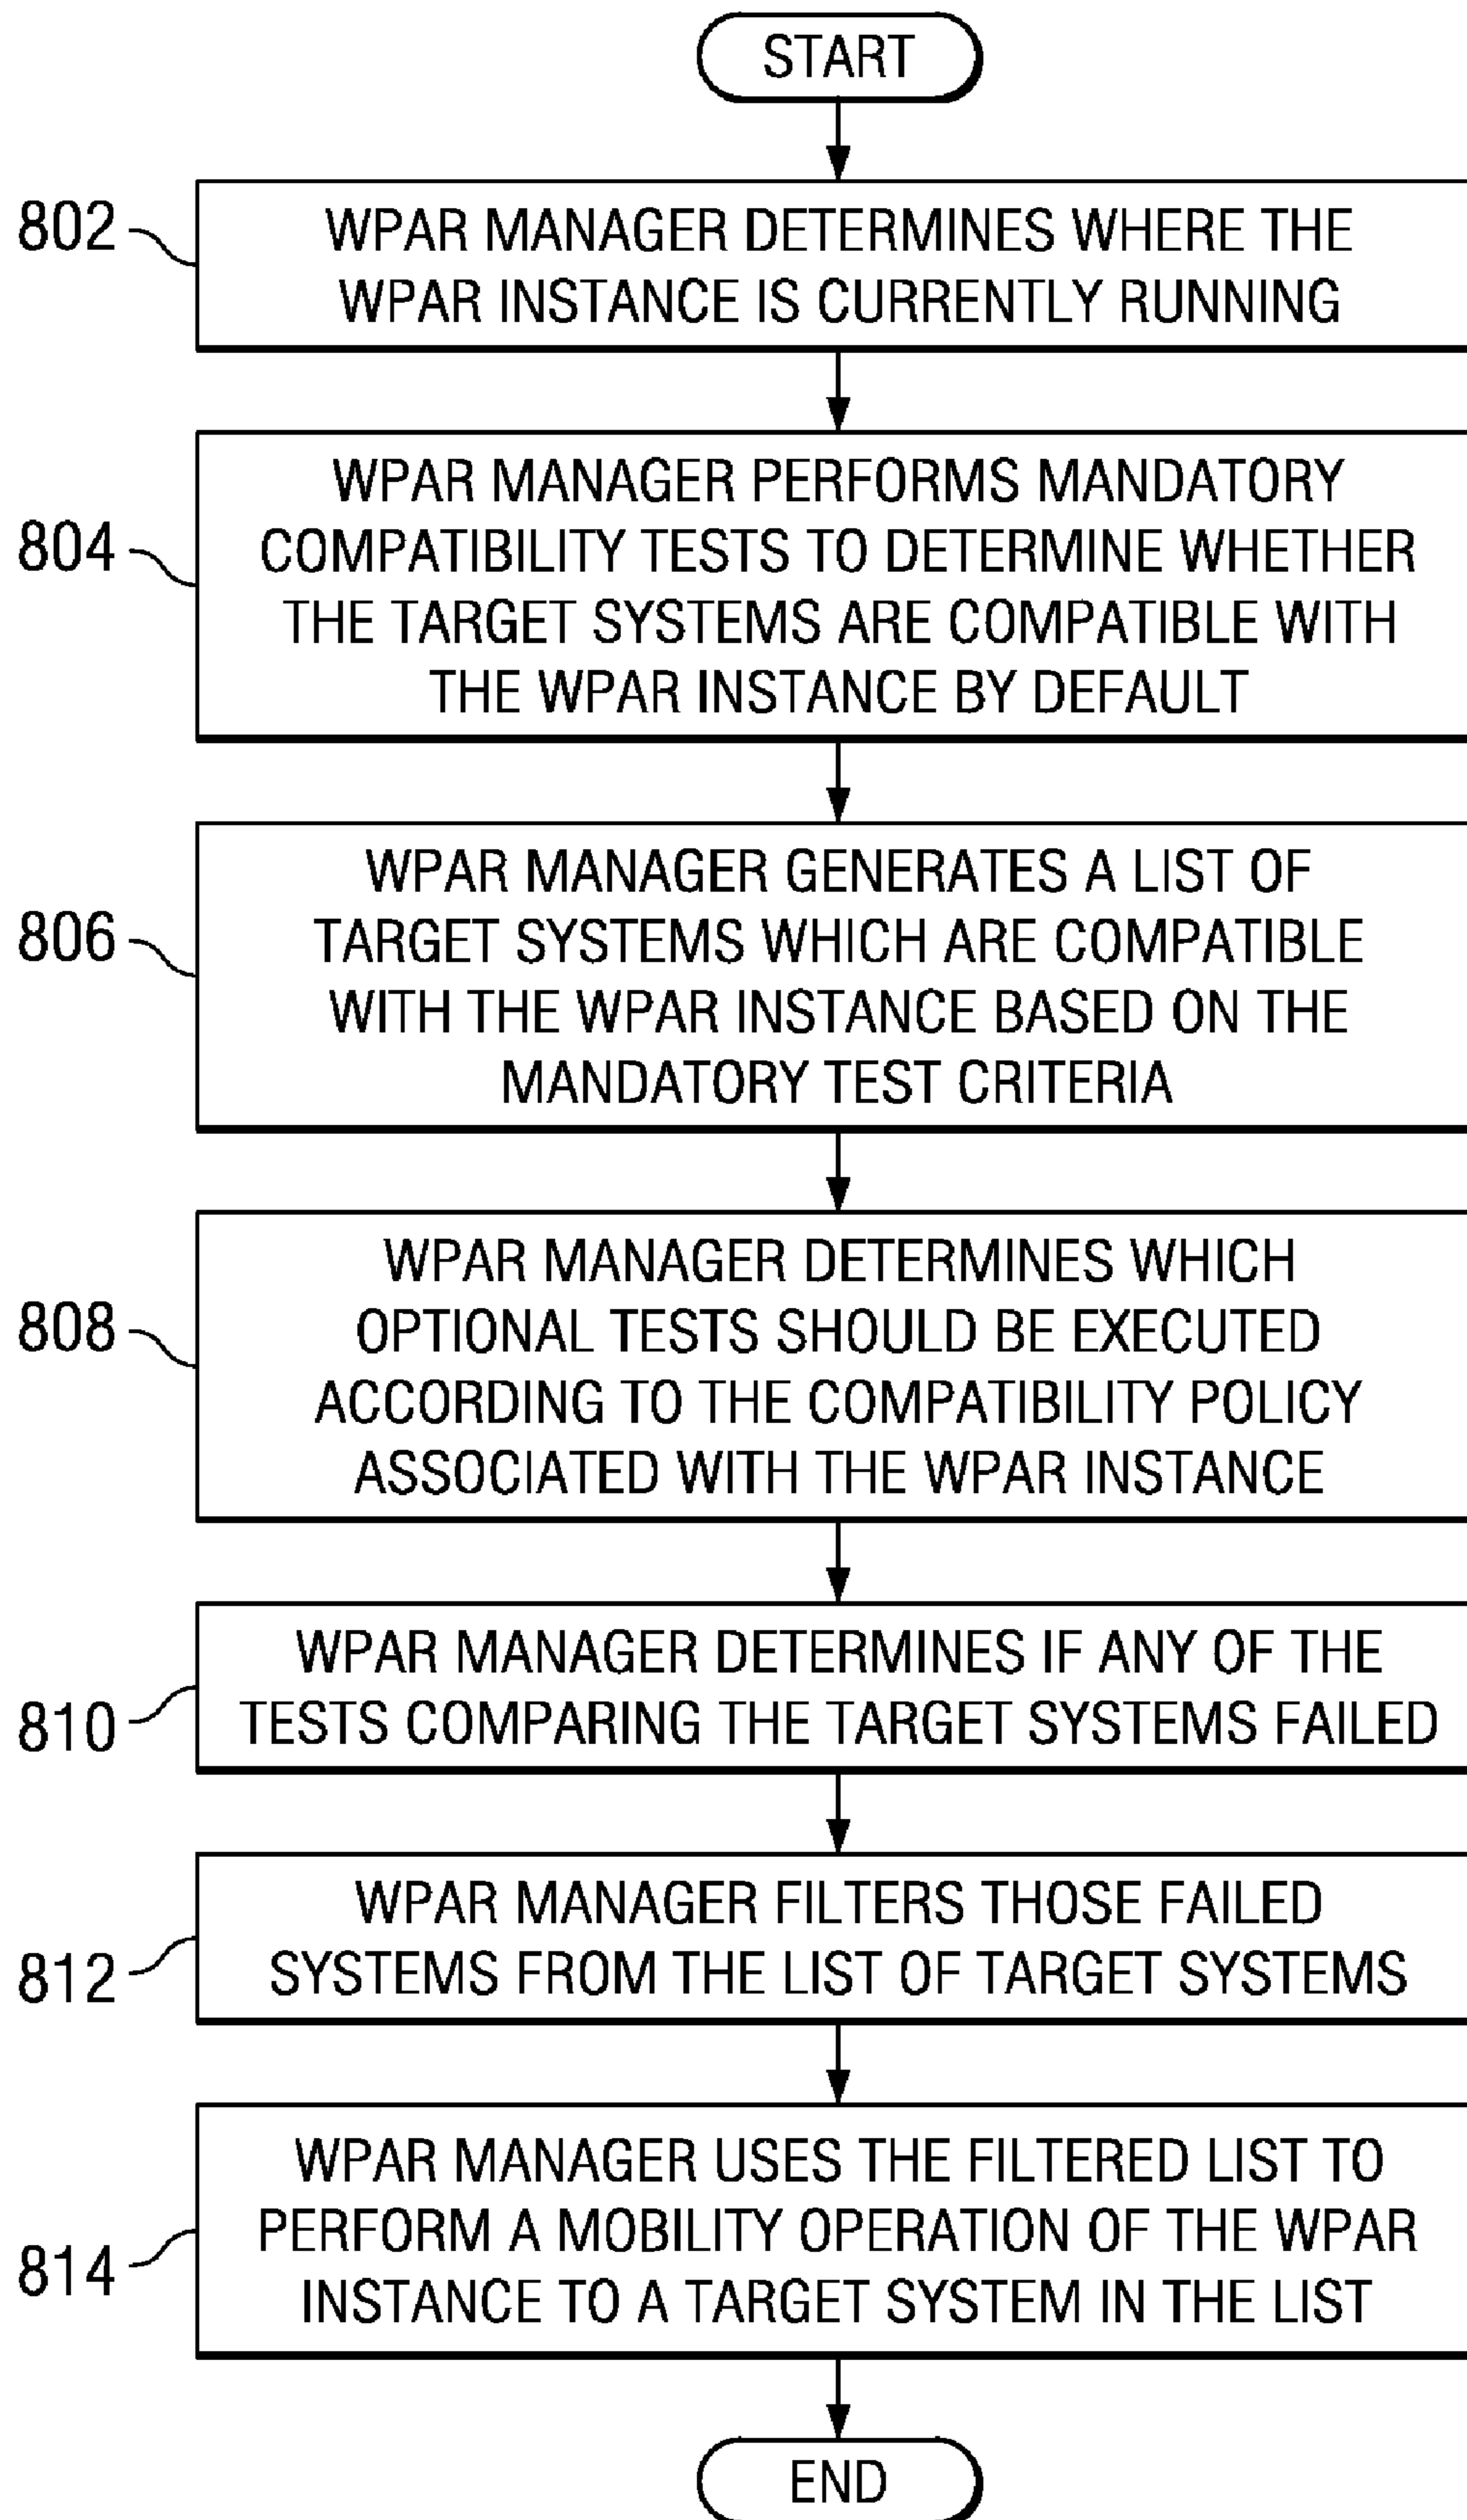 START
802
WPAR MANAGER DETERMINES WHERE THE
WPAR INSTANCE IS CURRENTLY RUNNING
804
WPAR MANAGER PERFORMS MANDATORY
COMPATIBILITY TESTS TO DETERMINE WHETHER
THE TARGET SYSTEMS ARE COMPATIBLE WITH
THE WPAR INSTANCE BY DEFAULT
806
WPAR MANAGER GENERATES A LIST OF
TARGET SYSTEMS WHICH ARE COMPATIBLE
WITH THE WPAR INSTANCE BASED ON THE
MANDATORY TEST CRITERIA
808
WPAR MANAGER DETERMINES WHICH
OPTIONAL TESTS SHOULD BE EXECUTED
ACCORDING TO THE COMPATIBILITY POLICY
ASSOCIATED WITH THE WPAR INSTANCE
810
WPAR MANAGER DETERMINES IF ANY OF THE
TESTS COMPARING THE TARGET SYSTEMS FAILED
812
WPAR MANAGER FILTERS THOSE FAILED
SYSTEMS FROM THE LIST OF TARGET SYSTEMS
814
WPAR MANAGER USES THE FILTERED LIST TO
PERFORM A MOBILITY OPERATION OF THE WPAR
INSTANCE TO A TARGET SYSTEM IN THE LIST
END